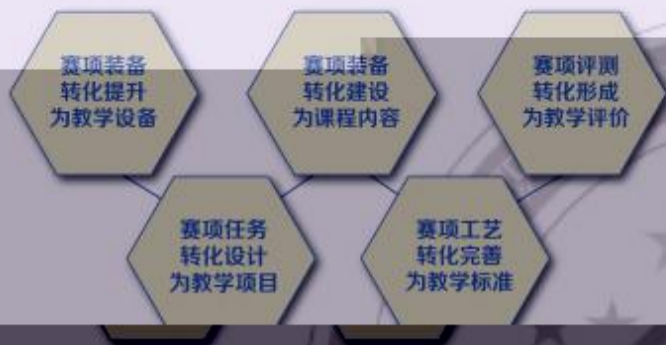 赛项装备
转化提升
为教学设备
赛项装备
转化建设
为课程内容
赛项评测
转化形成
为教学评价
赛项任务
转化设计
为教学项目
赛项工艺
转化完善
为教学标准